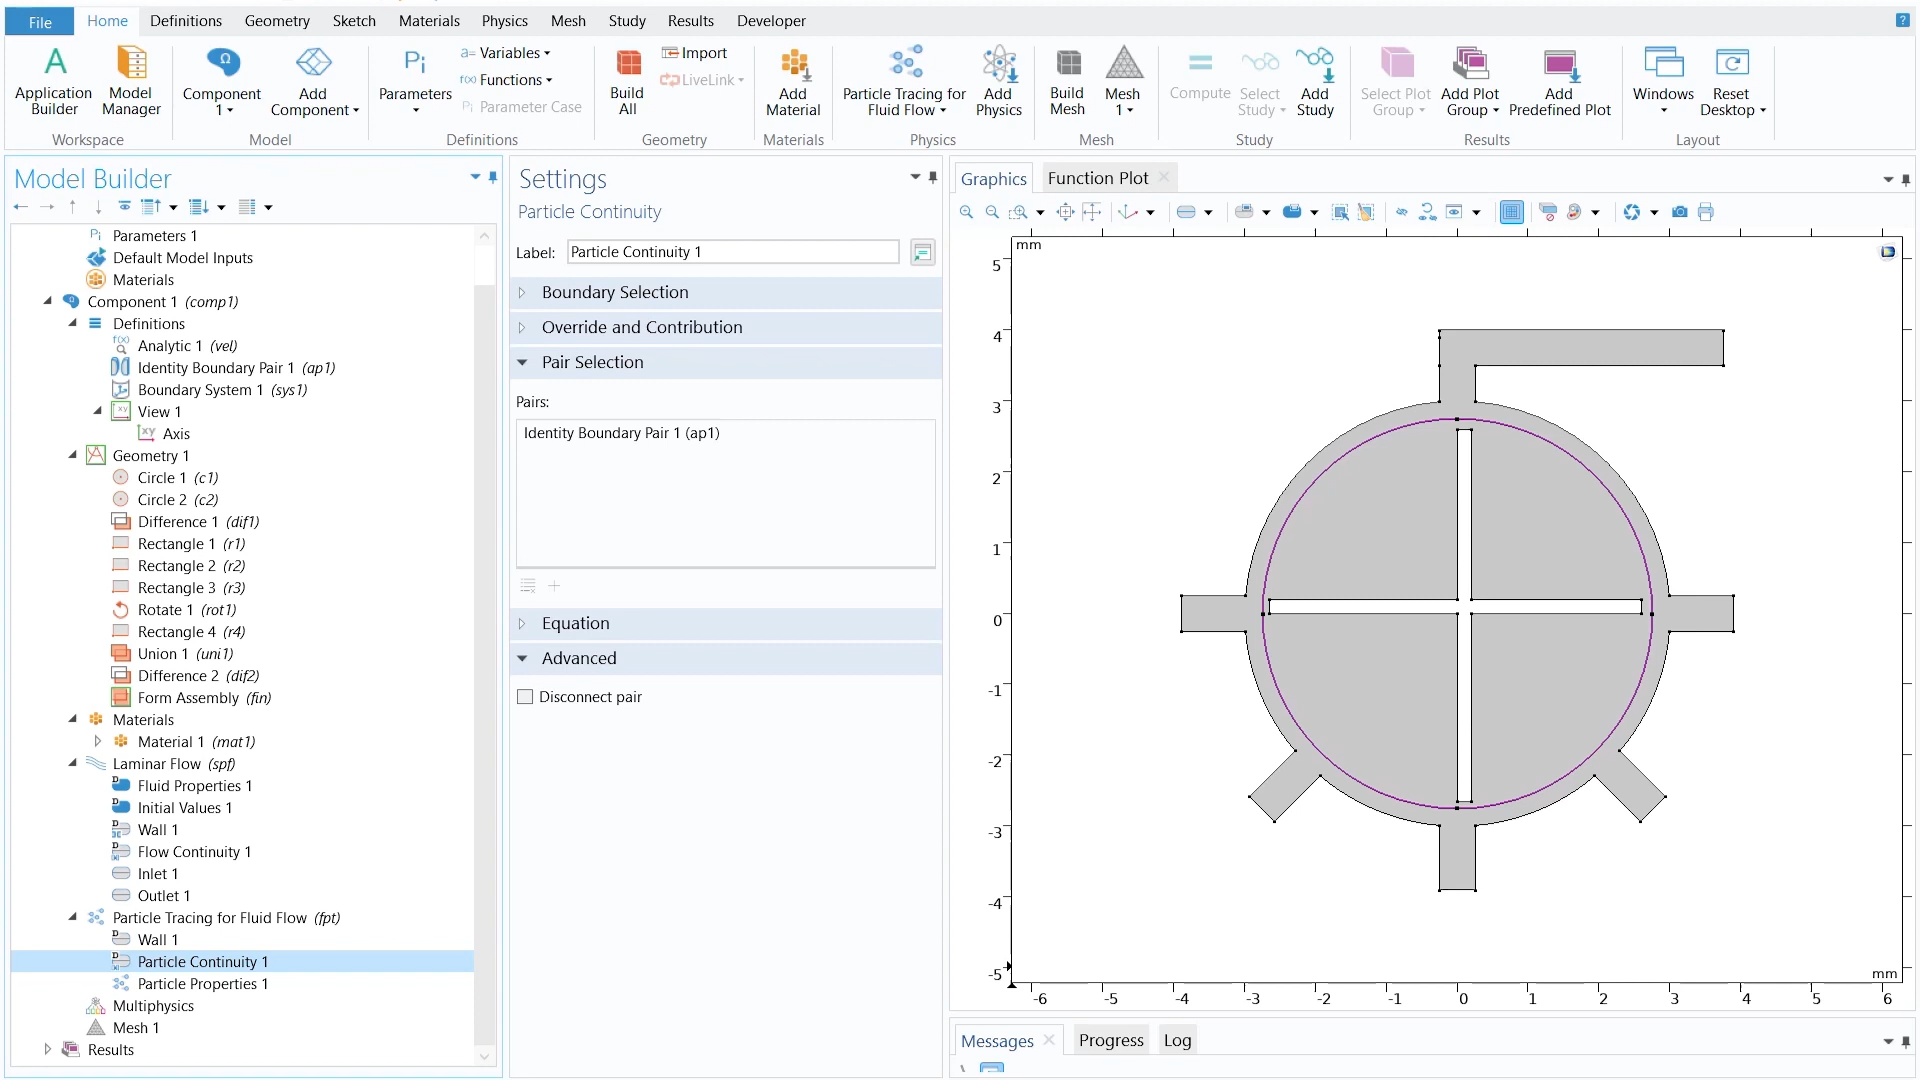 File Home Definitions Geometry Sketch Materials Physics Mesh Study Results Developer
Application Builder
Model Manager
Workspace
Component 1
Add Component
Model
Parameters
a= Variables
f(x) Functions
Pi Parameter Case
Definitions
Build All
Import
LiveLink
Geometry
Add Material
Materials
Particle Tracing for Fluid Flow
Add Physics
Physics
Build Mesh
Mesh 1
Mesh
Compute
Select Study
Add Study
Study
Select Plot Group
Add Plot Group
Add Predefined Plot
Results
Windows
Reset Desktop
Layout
Model Builder
Parameters 1
Default Model Inputs
Materials
Component 1 (comp1)
Definitions
Analytic 1 (vel)
Identity Boundary Pair 1 (ap1)
Boundary System 1 (sys1)
View 1
Axis
Geometry 1
Circle 1 (c1)
Circle 2 (c2)
Difference 1 (dif1)
Rectangle 1 (r1)
Rectangle 2 (r2)
Rectangle 3 (r3)
Rotate 1 (rot1)
Rectangle 4 (r4)
Union 1 (uni1)
Difference 2 (dif2)
Form Assembly (fin)
Materials
Material 1 (mat1)
Laminar Flow (spf)
Fluid Properties 1
Initial Values 1
Wall 1
Flow Continuity 1
Inlet 1
Outlet 1
Particle Tracing for Fluid Flow (fpt)
Wall 1
Particle Continuity 1
Particle Properties 1
Multiphysics
Mesh 1
Results
Settings
Particle Continuity
Label: Particle Continuity 1
Boundary Selection
Override and Contribution
Pair Selection
Pairs:
Identity Boundary Pair 1 (ap1)
Equation
Advanced
Disconnect pair
Graphics Function Plot
mm
5
4
3
2
1
0
-1
-2
-3
-4
-5
mm
-6 -5 -4 -3 -2 -1 0 1 2 3 4 5 6
Messages Progress Log